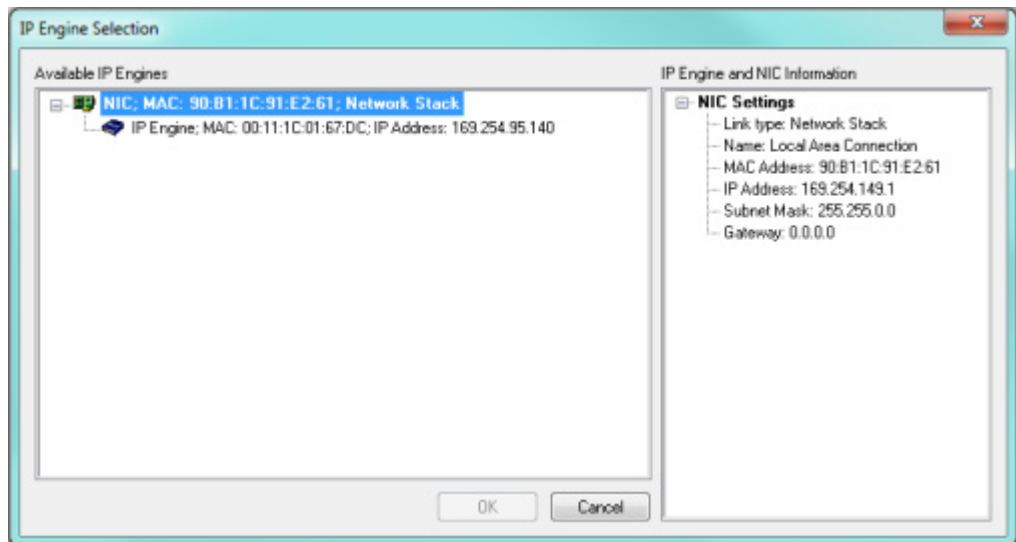 IP Engine Selection
Available IP Engines
NIC; MAC: 90:B1:1C:91:E2:61; Network Stack
IP Engine; MAC: 00:11:1C:01:67:DC; IP Address: 169.254.95.140
OK
Cancel
IP Engine and NIC Information
NIC Settings
Link type: Network Stack
Name: Local Area Connection
MAC Address: 90:B1:1C:91:E2:61
IP Address: 169.254.149.1
Subnet Mask: 255.255.0.0
Gateway: 0.0.0.0